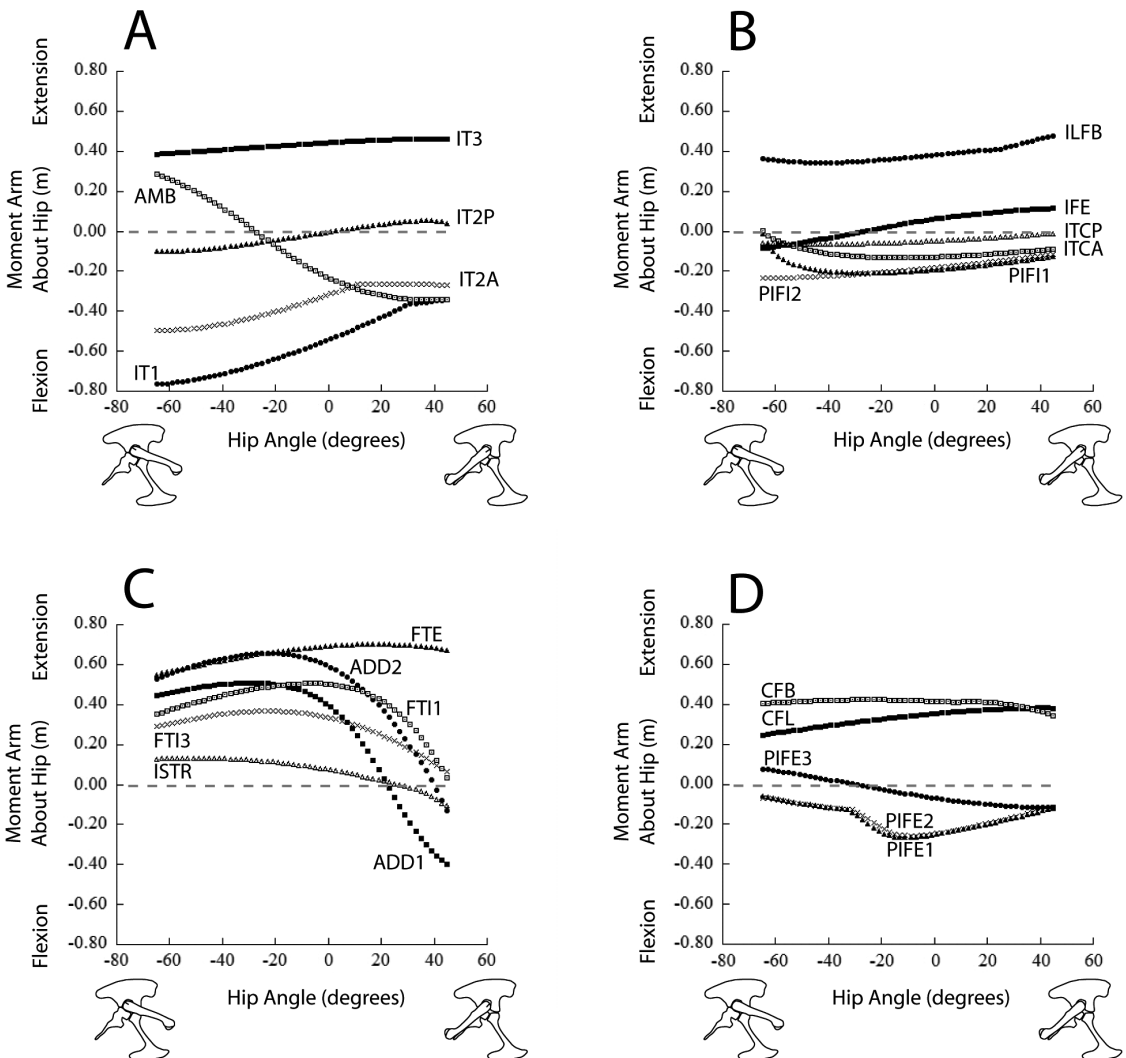 A
Extension
Moment Arm
About Hip (m)
Flexion
0.80
0.60
0.40
0.20
0.00
-0.20
-0.40
-0.60
-0.80
IT3
AMB
IT2P
IT2A
IT1
-80 -60 -40 -20 0 20 40 60
Hip Angle (degrees)
B
Extension
Moment Arm
About Hip (m)
Flexion
0.80
0.60
0.40
0.20
0.00
-0.20
-0.40
-0.60
-0.80
ILFB
IFE
ITCP
ITCA
PIFI2
PIFI1
-80 -60 -40 -20 0 20 40 60
Hip Angle (degrees)
C
Extension
Moment Arm
About Hip (m)
Flexion
0.80
0.60
0.40
0.20
0.00
-0.20
-0.40
-0.60
-0.80
FTE
ADD2
FTI1
FTI3
ISTR
ADD1
-80 -60 -40 -20 0 20 40 60
Hip Angle (degrees)
D
Extension
Moment Arm
About Hip (m)
Flexion
0.80
0.60
0.40
0.20
0.00
-0.20
-0.40
-0.60
-0.80
CFB
CFL
PIFE3
PIFE2
PIFE1
-80 -60 -40 -20 0 20 40 60
Hip Angle (degrees)